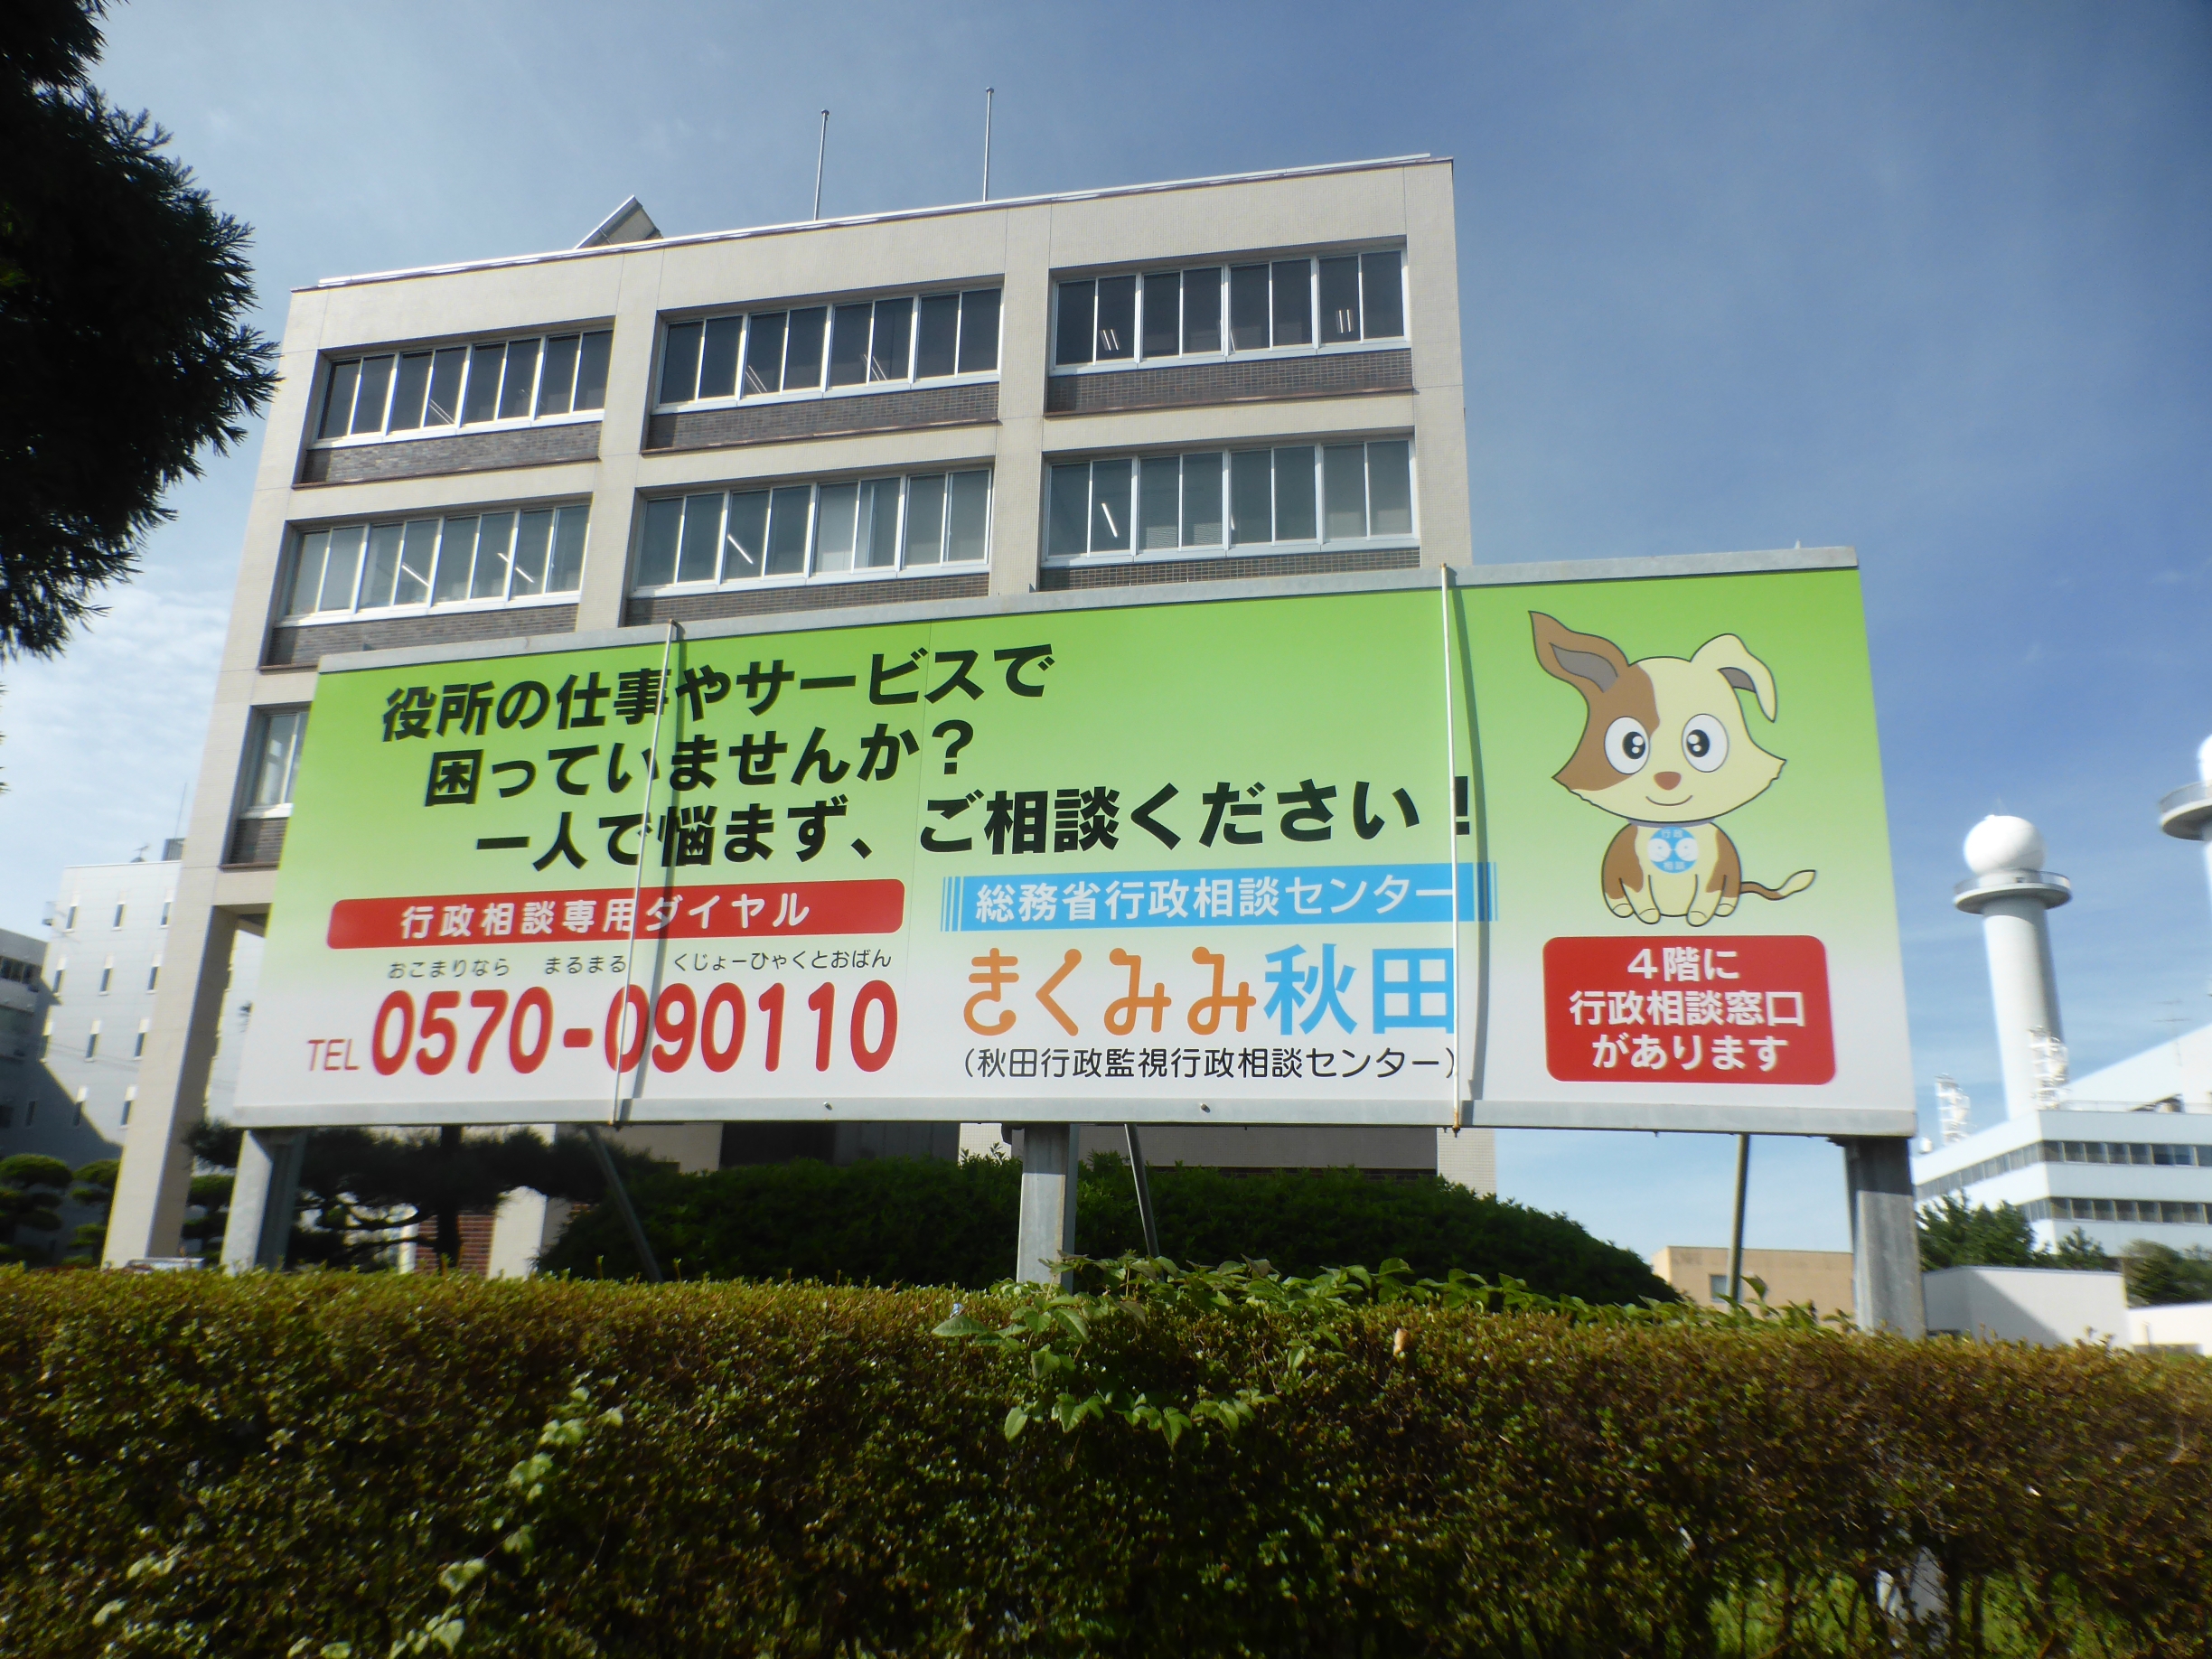 役所の仕事やサービスで
困っていませんか？
一人で悩まず、ご相談ください！
行政相談専用ダイヤル
おこまりなら まるまる くじょーひゃくとおばん
TEL 0570-090110
総務省行政相談センター
きくみみ秋田
（秋田行政監視行政相談センター）
行政
相談
４階に
行政相談窓口
があります